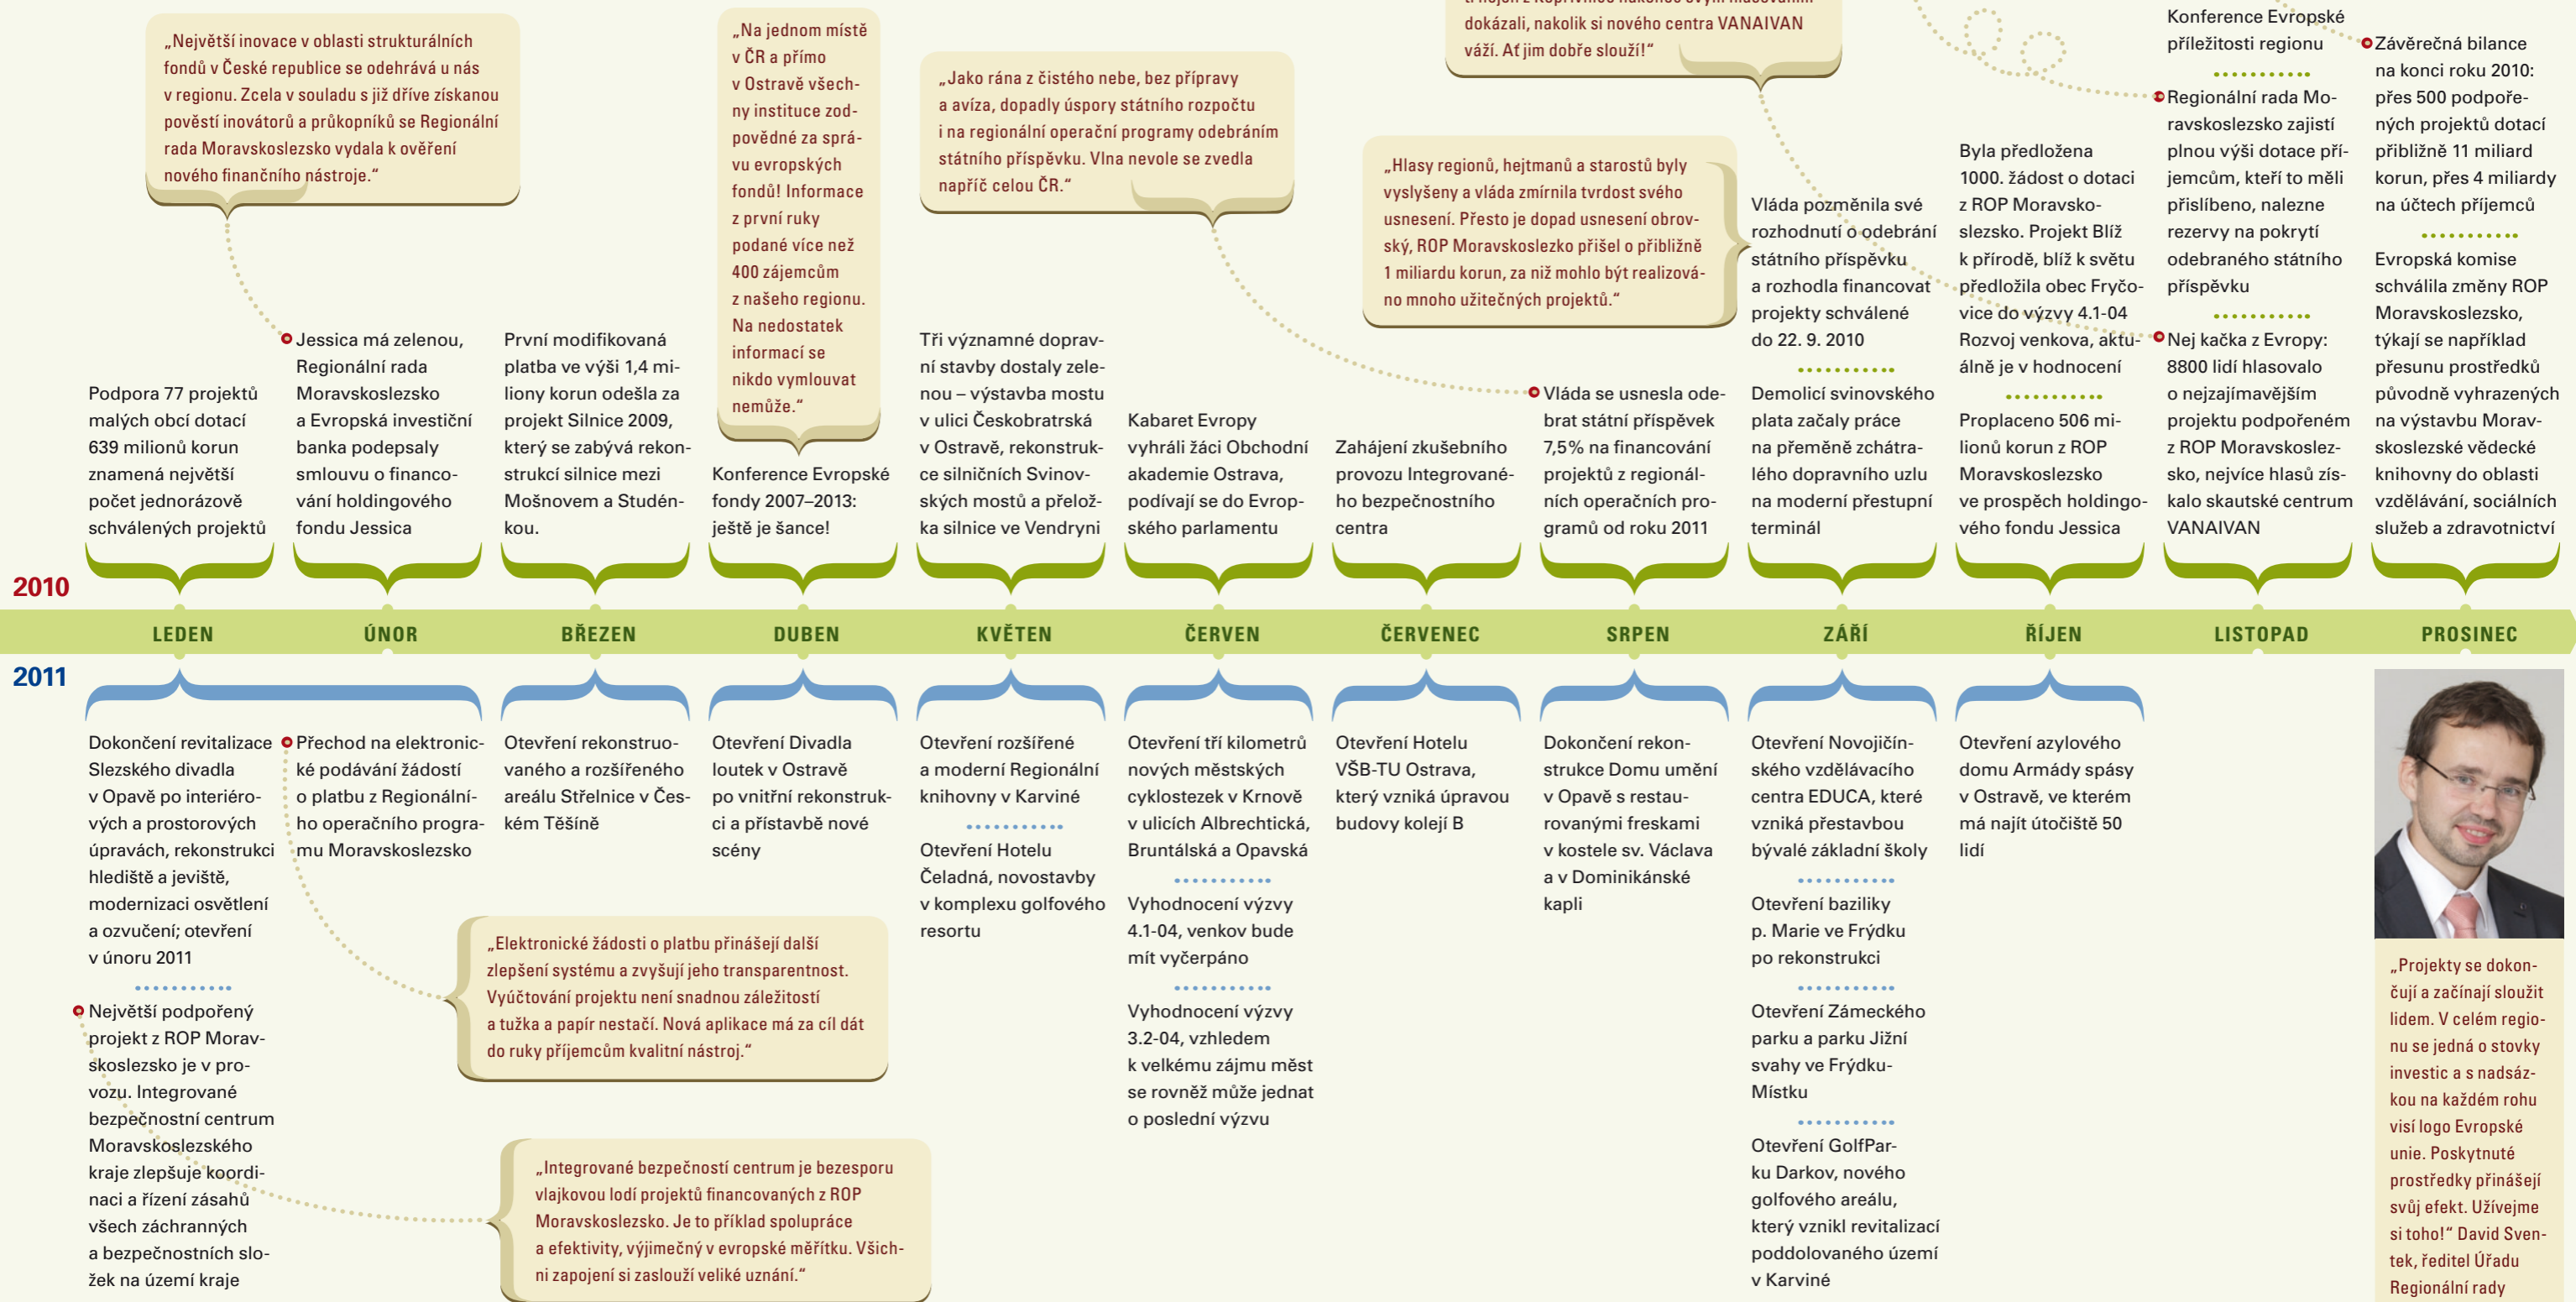 „Největší inovace v oblasti strukturálních
fondů v České republice se odehrává u nás
v regionu. Zcela v souladu s již dříve získanou
pověstí inovátorů a průkopníků se Regionální
rada Moravskoslezsko vydala k ověření
nového finančního nástroje.“
„Na jednom místě
v ČR a přímo
v Ostravě všech-
ny instituce zod-
povědné za sprá-
vu evropských
fondů! Informace
z první ruky
podané více než
400 zájemcům
z našeho regionu.
Na nedostatek
informací se
nikdo vymlouvat
nemůže.“
„Jako rána z čistého nebe, bez přípravy
a avíza, dopadly úspory státního rozpočtu
i na regionální operační programy odebráním
státního příspěvku. Vlna nevole se zvedla
napříč celou ČR.“
dokázali, nakolik si nového centra VANAIVAN
váží. Ať jim dobře slouží!“
„Hlasy regionů, hejtmanů a starostů byly
vyslyšeny a vláda zmírnila tvrdost svého
usnesení. Přesto je dopad usnesení obrov-
ský, ROP Moravskoslezko přišel o přibližně
1 miliardu korun, za niž mohlo být realizová-
no mnoho užitečných projektů.“
Podpora 77 projektů
malých obcí dotací
639 milionů korun
znamená největší
počet jednorázově
schválených projektů
Jessica má zelenou,
Regionální rada
Moravskoslezsko
a Evropská investiční
banka podepsaly
smlouvu o financo-
vání holdingového
fondu Jessica
První modifikovaná
platba ve výši 1,4 mi-
liony korun odešla za
projekt Silnice 2009,
který se zabývá rekon-
strukcí silnice mezi
Mošnovem a Studén-
kou.
Konference Evropské
fondy 2007–2013:
ještě je šance!
Tři významné doprav-
ní stavby dostaly zele-
nou – výstavba mostu
v ulici Českobratrská
v Ostravě, rekonstruk-
ce silničních Svinov-
ských mostů a přelož-
ka silnice ve Vendryni
Kabaret Evropy
vyhráli žáci Obchodní
akademie Ostrava,
podívají se do Evrop-
ského parlamentu
Zahájení zkušebního
provozu Integrované-
ho bezpečnostního
centra
Vláda se usnesla ode-
brat státní příspěvek
7,5% na financování
projektů z regionál-
ních operačních pro-
gramů od roku 2011
Vláda pozměnila své
rozhodnutí o odebrání
státního příspěvku
a rozhodla financovat
projekty schválené
do 22. 9. 2010
Demolicí svinovského
plata začaly práce
na přeměně zchátra-
lého dopravního uzlu
na moderní přestupní
terminál
Byla předložena
1000. žádost o dotaci
z ROP Moravsko-
slezsko. Projekt Blíž
k přírodě, blíž k světu
předložila obec Fryčo-
vice do výzvy 4.1-04
Rozvoj venkova, aktu-
álně je v hodnocení
Proplaceno 506 mi-
lionů korun z ROP
Moravskoslezsko
ve prospěch holdingo-
vého fondu Jessica
Konference Evropské
příležitosti regionu
Regionální rada Mo-
ravskoslezsko zajistí
plnou výši dotace pří-
jemcům, kteří to měli
přislíbeno, nalezne
rezervy na pokrytí
odebraného státního
příspěvku
Nej kačka z Evropy:
8800 lidí hlasovalo
o nejzajímavějším
projektu podpořeném
z ROP Moravskoslez-
sko, nejvíce hlasů zís-
kalo skautské centrum
VANAIVAN
Závěrečná bilance
na konci roku 2010:
přes 500 podpoře-
ných projektů dotací
přibližně 11 miliard
korun, přes 4 miliardy
na účtech příjemců
Evropská komise
schválila změny ROP
Moravskoslezsko,
týkají se například
přesunu prostředků
původně vyhrazených
na výstavbu Morav-
skoslezské vědecké
knihovny do oblasti
vzdělávání, sociálních
služeb a zdravotnictví
2010
LEDEN
ÚNOR
BŘEZEN
DUBEN
KVĚTEN
ČERVEN
ČERVENEC
SRPEN
ZÁŘÍ
ŘÍJEN
LISTOPAD
PROSINEC
2011
Dokončení revitalizace
Slezského divadla
v Opavě po interiéro-
vých a prostorových
úpravách, rekonstrukci
hlediště a jeviště,
modernizaci osvětlení
a ozvučení; otevření
v únoru 2011
Největší podpořený
projekt z ROP Morav-
skoslezsko je v pro-
vozu. Integrované
bezpečnostní centrum
Moravskoslezského
kraje zlepšuje koordi-
naci a řízení zásahů
všech záchranných
a bezpečnostních slo-
žek na území kraje
Přechod na elektronic-
ké podávání žádostí
o platbu z Regionální-
ho operačního progra-
mu Moravskoslezsko
„Elektronické žádosti o platbu přinášejí další
zlepšení systému a zvyšují jeho transparentnost.
Vyúčtování projektu není snadnou záležitostí
a tužka a papír nestačí. Nová aplikace má za cíl dát
do ruky příjemcům kvalitní nástroj.“
„Integrované bezpečností centrum je bezesporu
vlajkovou lodí projektů financovaných z ROP
Moravskoslezsko. Je to příklad spolupráce
a efektivity, výjimečný v evropské měřítku. Všich-
ni zapojení si zaslouží veliké uznání.“
Otevření rekonstruo-
vaného a rozšířeného
areálu Střelnice v Čes-
kém Těšíně
Otevření Divadla
loutek v Ostravě
po vnitřní rekonstruk-
ci a přístavbě nové
scény
Otevření rozšířené
a moderní Regionální
knihovny v Karviné
Otevření Hotelu
Čeladná, novostavby
v komplexu golfového
resortu
Otevření tří kilometrů
nových městských
cyklostezek v Krnově
v ulicích Albrechtická,
Bruntálská a Opavská
Vyhodnocení výzvy
4.1-04, venkov bude
mít vyčerpáno
Vyhodnocení výzvy
3.2-04, vzhledem
k velkému zájmu měst
se rovněž může jednat
o poslední výzvu
Otevření Hotelu
VŠB-TU Ostrava,
který vzniká úpravou
budovy kolejí B
Dokončení rekon-
strukce Domu umění
v Opavě s restau-
rovanými freskami
v kostele sv. Václava
a v Dominikánské
kapli
Otevření Novojičín-
ského vzdělávacího
centra EDUCA, které
vzniká přestavbou
bývalé základní školy
Otevření baziliky
p. Marie ve Frýdku
po rekonstrukci
Otevření Zámeckého
parku a parku Jižní
svahy ve Frýdku-
Místku
Otevření GolfPar-
ku Darkov, nového
golfového areálu,
který vznikl revitalizací
poddolovaného území
v Karviné
Otevření azylového
domu Armády spásy
v Ostravě, ve kterém
má najít útočiště 50
lidí
„Projekty se dokon-
čují a začínají sloužit
lidem. V celém regio-
nu se jedná o stovky
investic a s nadsáz-
kou na každém rohu
visí logo Evropské
unie. Poskytnuté
prostředky přinášejí
svůj efekt. Užívejme
si toho!“ David Sven-
tek, ředitel Úřadu
Regionální rady